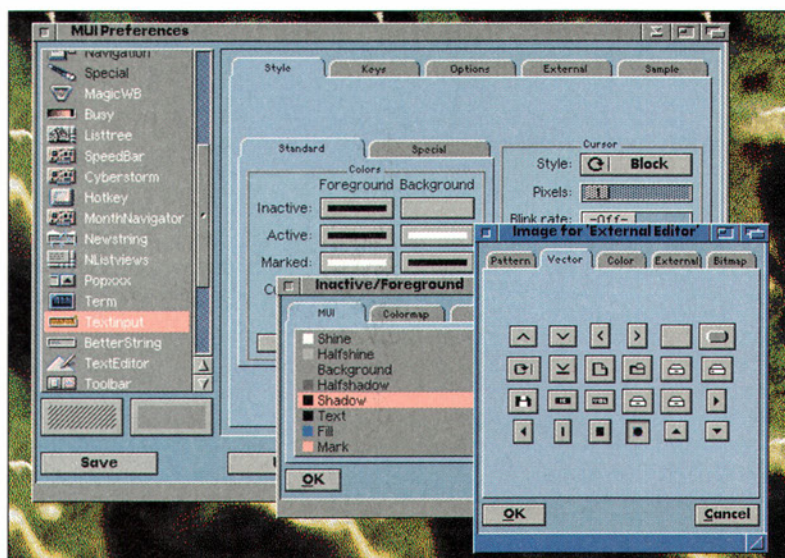 MUI Preferences
Navigation
Special
MagicWB
Busy
Listtree
SpeedBar
Cyberstorm
Hotkey
MonthNavigator
Newstring
NListviews
Popxxx
Term
Textinput
BetterString
TextEditor
Toolbar
Save
Style
Keys
Options
External
Sample
Standard
Special
Colors
Foreground Background
Inactive:
Active:
Marked:
Cursor
Style: Block
Pixels: 1
Blink rate: -Off-
Inactive/Foreground
MUI
Colormap
Shine
Halfshine
Background
Halfshadow
Shadow
Text
Fill
Mark
OK
Image for 'External Editor'
Pattern
Vector
Color
External
Bitmap
OK
Cancel